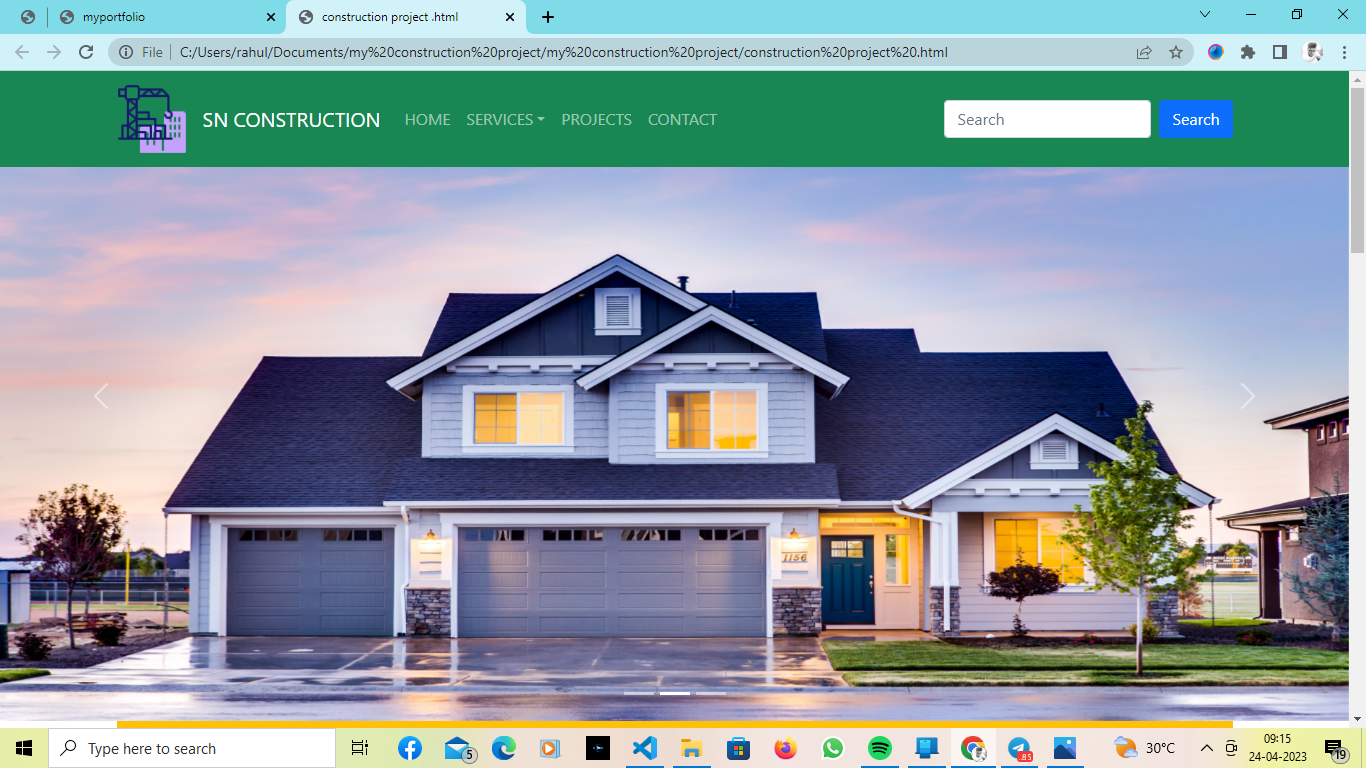 myportfolio
construction project .html
File
C:/Users/rahul/Documents/my%20construction%20project/my%20construction%20project/construction%20project%20.html
SN CONSTRUCTION
HOME
SERVICES
PROJECTS
CONTACT
Search
Search
1156
Type here to search
5
.85
30°C
09:15
24-04-2023
19